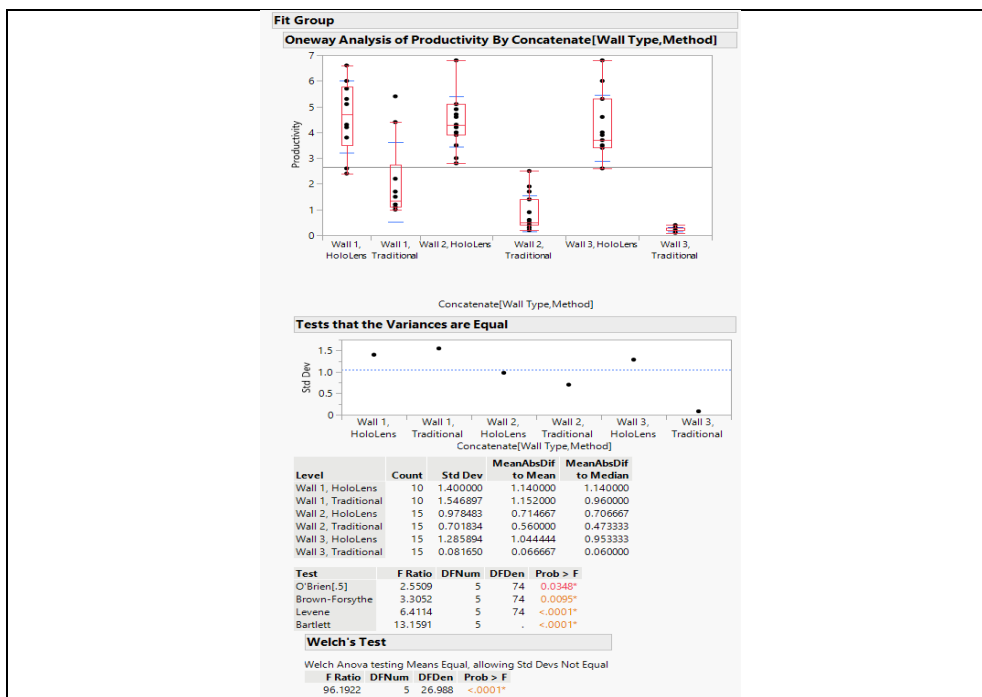 Fit Group
Oneway Analysis of Productivity By Concatenate[Wall Type,Method]
7
6
5
4
3
2
1
0
Productivity
Wall 1, HoloLens
Wall 1, Traditional
Wall 2, HoloLens
Wall 2, Traditional
Wall 3, HoloLens
Wall 3, Traditional
Concatenate[Wall Type,Method]
Tests that the Variances are Equal
1.5
1.0
0.5
0
Std Dev
Wall 1, HoloLens
Wall 1, Traditional
Wall 2, HoloLens
Wall 2, Traditional
Wall 3, HoloLens
Wall 3, Traditional
Concatenate[Wall Type,Method]
MeanAbsDif MeanAbsDif
Level Count Std Dev to Mean to Median
Wall 1, HoloLens 10 1.400000 1.140000 1.140000
Wall 1, Traditional 10 1.546897 1.152000 0.960000
Wall 2, HoloLens 15 0.978483 0.714667 0.706667
Wall 2, Traditional 15 0.701834 0.560000 0.473333
Wall 3, HoloLens 15 1.285894 1.044444 0.953333
Wall 3, Traditional 15 0.081650 0.066667 0.060000
Test F Ratio DFNum DFDen Prob > F
O'Brien[.5] 2.5509 5 74 0.0348*
Brown-Forsythe 3.3052 5 74 0.0095*
Levene 6.4114 5 74 <.0001*
Bartlett 13.1591 5 . <.0001*
Welch's Test
Welch Anova testing Means Equal, allowing Std Devs Not Equal
F Ratio DFNum DFDen Prob > F
96.1922 5 26.988 <.0001*